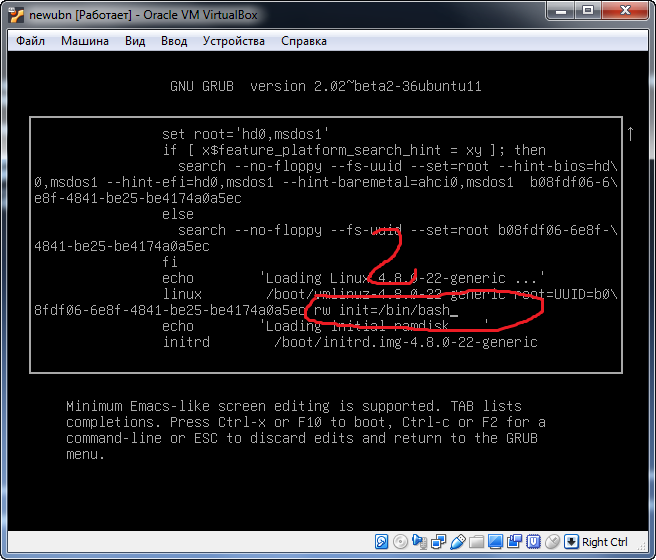 newubn [Работает] - Oracle VM VirtualBox
Файл Машина Вид Ввод Устройства Справка
GNU GRUB version 2.02~beta2-36ubuntu11
set root='hd0,msdos1'
if [ x$feature_platform_search_hint = xy ]; then
search --no-floppy --fs-uuid --set=root --hint-bios=hd\
0,msdos1 --hint-efi=hd0,msdos1 --hint-baremetal=ahci0,msdos1 b08fdf06-6\
e8f-4841-be25-be4174a0a5ec
else
search --no-floppy --fs-uuid --set=root b08fdf06-6e8f-\
4841-be25-be4174a0a5ec
fi
echo 'Loading Linux 4.8.0-22-generic ...'
linux /boot/vmlinuz-4.8.0-22-generic root=UUID=b0\
8fdf06-6e8f-4841-be25-be4174a0a5ec rw init=/bin/bash_
echo 'Loading initial ramdisk ...'
initrd /boot/initrd.img-4.8.0-22-generic
2
Minimum Emacs-like screen editing is supported. TAB lists
completions. Press Ctrl-x or F10 to boot, Ctrl-c or F2 for a
command-line or ESC to discard edits and return to the GRUB
menu.
Right Ctrl